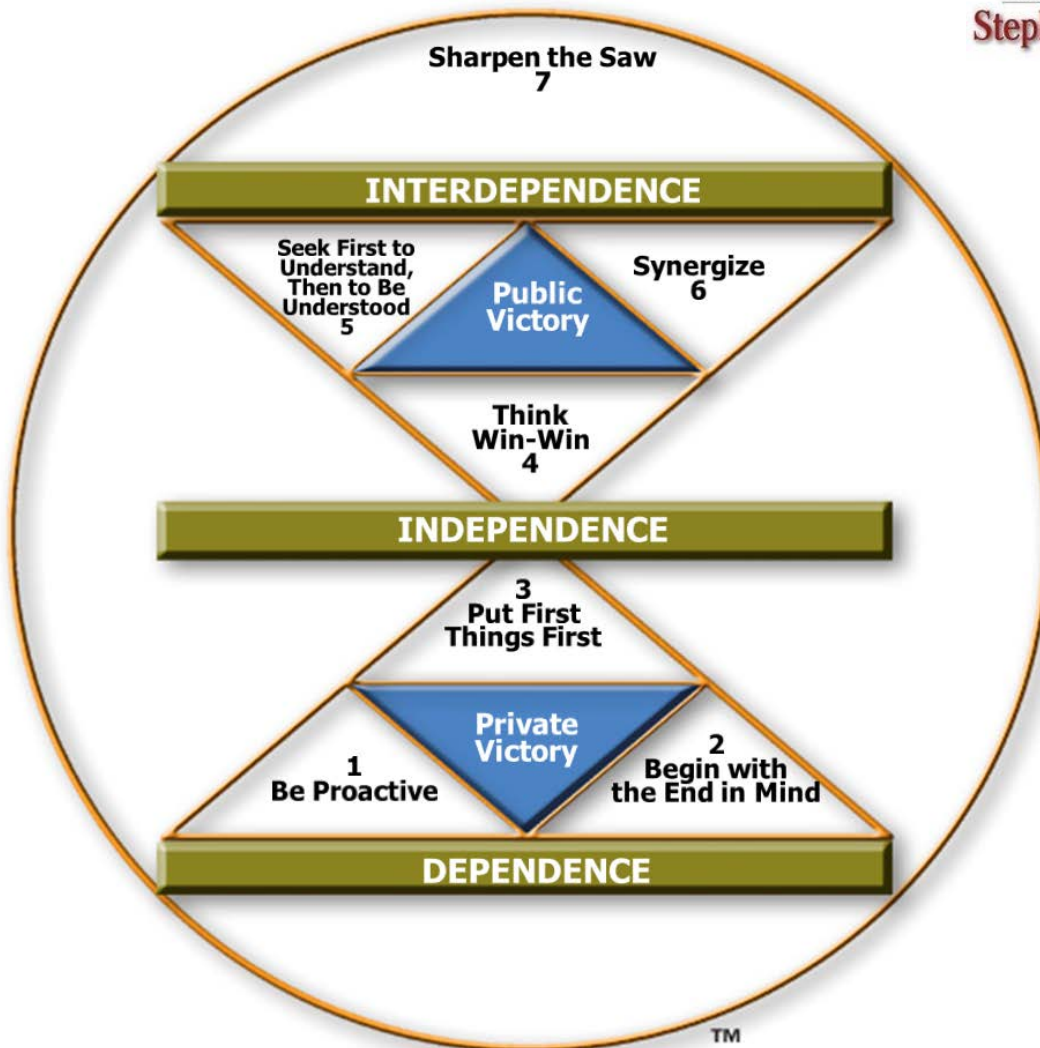 Sharpen the Saw
7
INTERDEPENDENCE
Seek First to
Understand,
Then to Be
Understood
5
Public
Victory
Synergize
6
Think
Win-Win
4
INDEPENDENCE
3
Put First
Things First
Private
Victory
1
Be Proactive
2
Begin with
the End in Mind
DEPENDENCE
TM